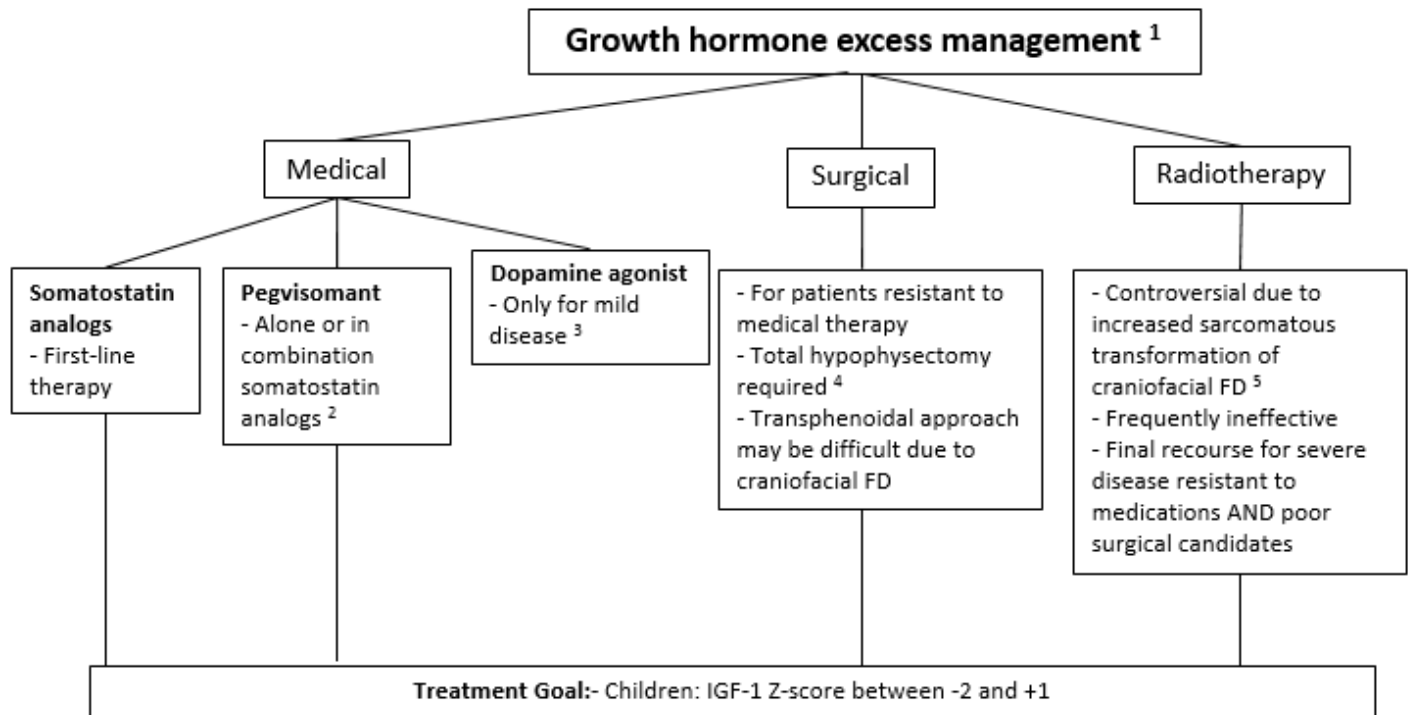 Growth hormone excess management 1
Medical
Surgical
Radiotherapy
Somatostatin
analogs
- First-line
therapy
Pegvisomant
- Alone or in
combination
somatostatin
analogs 2
Dopamine agonist
- Only for mild
disease 3
- For patients resistant to
medical therapy
- Total hypophysectomy
required 4
- Transphenoidal approach
may be difficult due to
craniofacial FD
- Controversial due to
increased sarcomatous
transformation of
craniofacial FD 5
- Frequently ineffective
- Final recourse for severe
disease resistant to
medications AND poor
surgical candidates
Treatment Goal:- Children: IGF-1 Z-score between -2 and +1